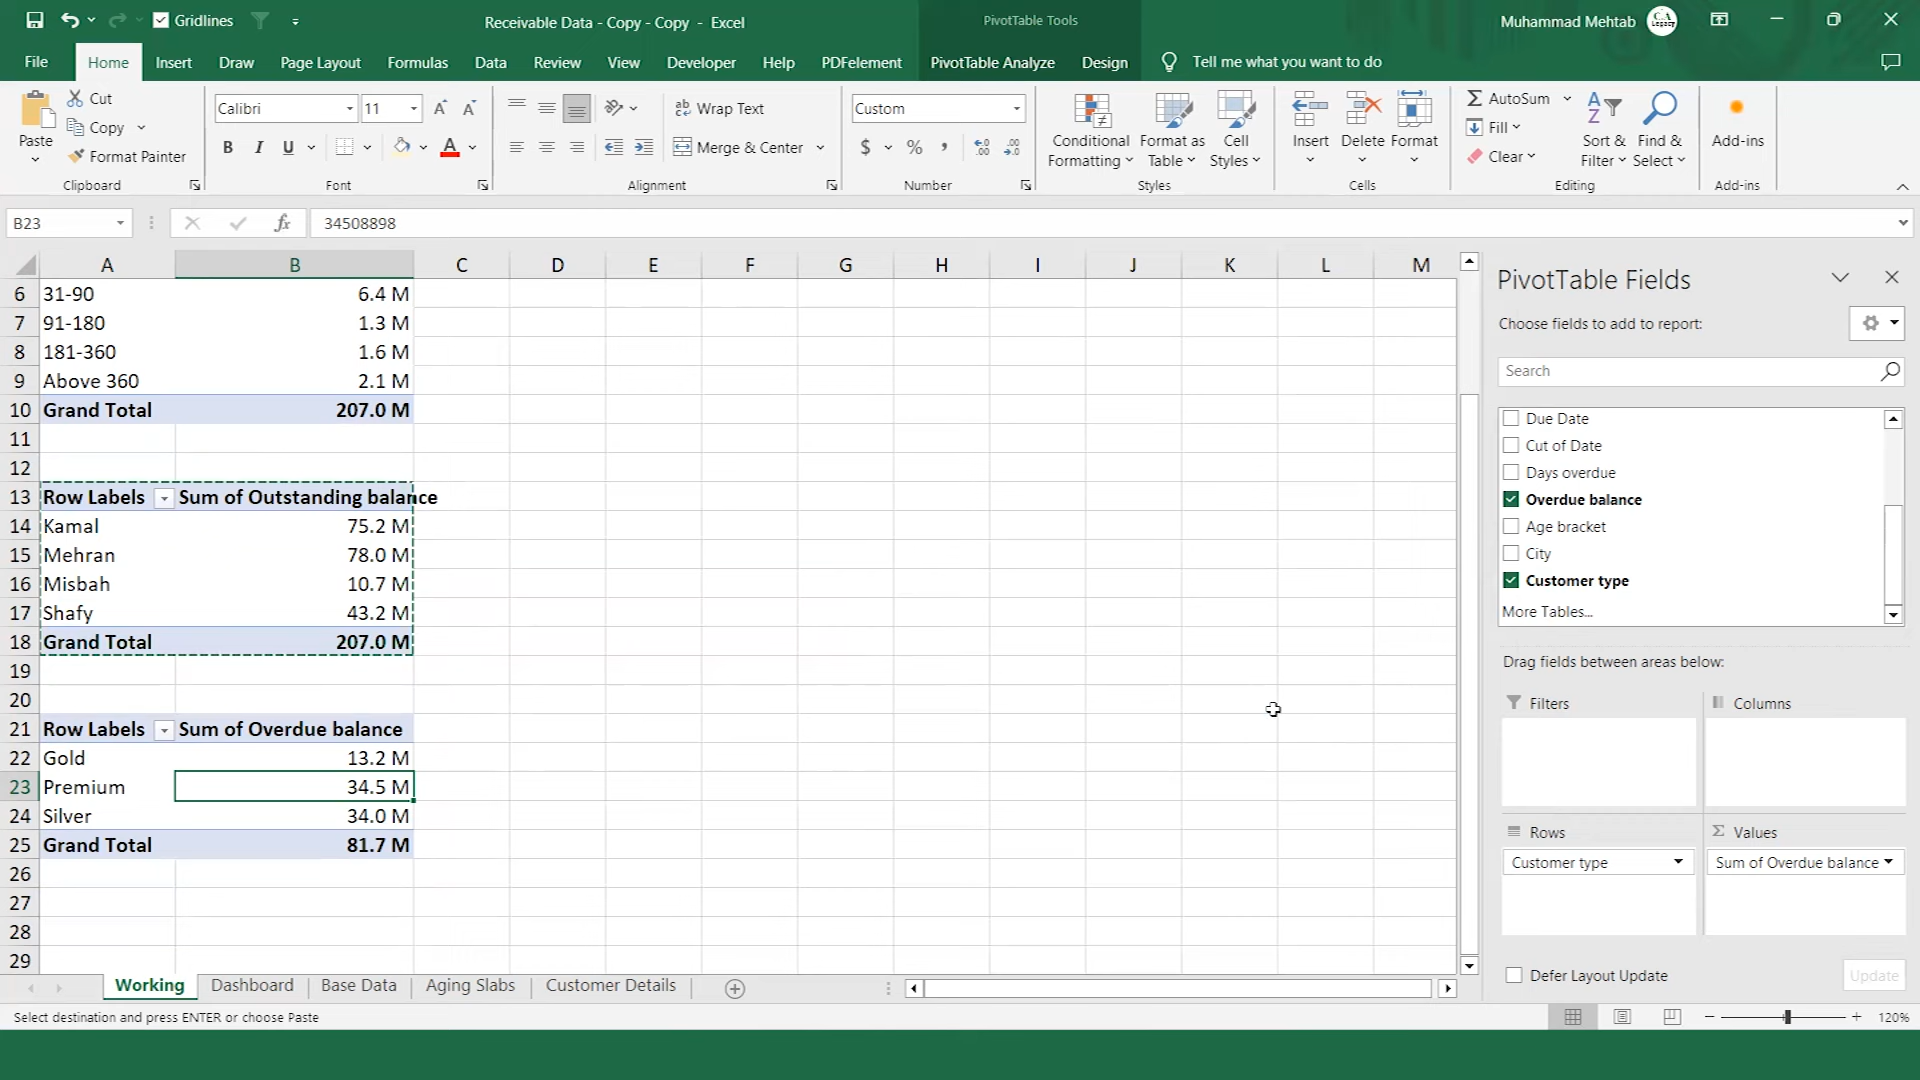 Gridlines
Receivable Data - Copy - Copy - Excel
PivotTable Tools
Muhammad Mehtab
File Home Insert Draw Page Layout Formulas Data Review View Developer Help PDFelement PivotTable Analyze Design Tell me what you want to do
Paste
Cut
Copy
Format Painter
Clipboard
Calibri 11
B I U
Font
Wrap Text
Merge & Center
Alignment
Custom
$ % ,
Number
Conditional Formatting
Format as Table
Cell Styles
Styles
Insert Delete Format
Cells
AutoSum
Fill
Clear
Sort & Filter
Find & Select
Editing
Add-ins
Add-ins
B23 fx 34508898
A B C D E F G H I J K L M
6 31-90 6.4 M
7 91-180 1.3 M
8 181-360 1.6 M
9 Above 360 2.1 M
10 Grand Total 207.0 M
11
12
13 Row Labels Sum of Outstanding balance
14 Kamal 75.2 M
15 Mehran 78.0 M
16 Misbah 10.7 M
17 Shafy 43.2 M
18 Grand Total 207.0 M
19
20
21 Row Labels Sum of Overdue balance
22 Gold 13.2 M
23 Premium 34.5 M
24 Silver 34.0 M
25 Grand Total 81.7 M
26
27
28
29
PivotTable Fields
Choose fields to add to report:
Search
Due Date
Cut of Date
Days overdue
Overdue balance
Age bracket
City
Customer type
More Tables...
Drag fields between areas below:
Filters
Columns
Rows
Customer type
Σ Values
Sum of Overdue balance
Defer Layout Update
Update
Working Dashboard Base Data Aging Slabs Customer Details
Select destination and press ENTER or choose Paste
120%